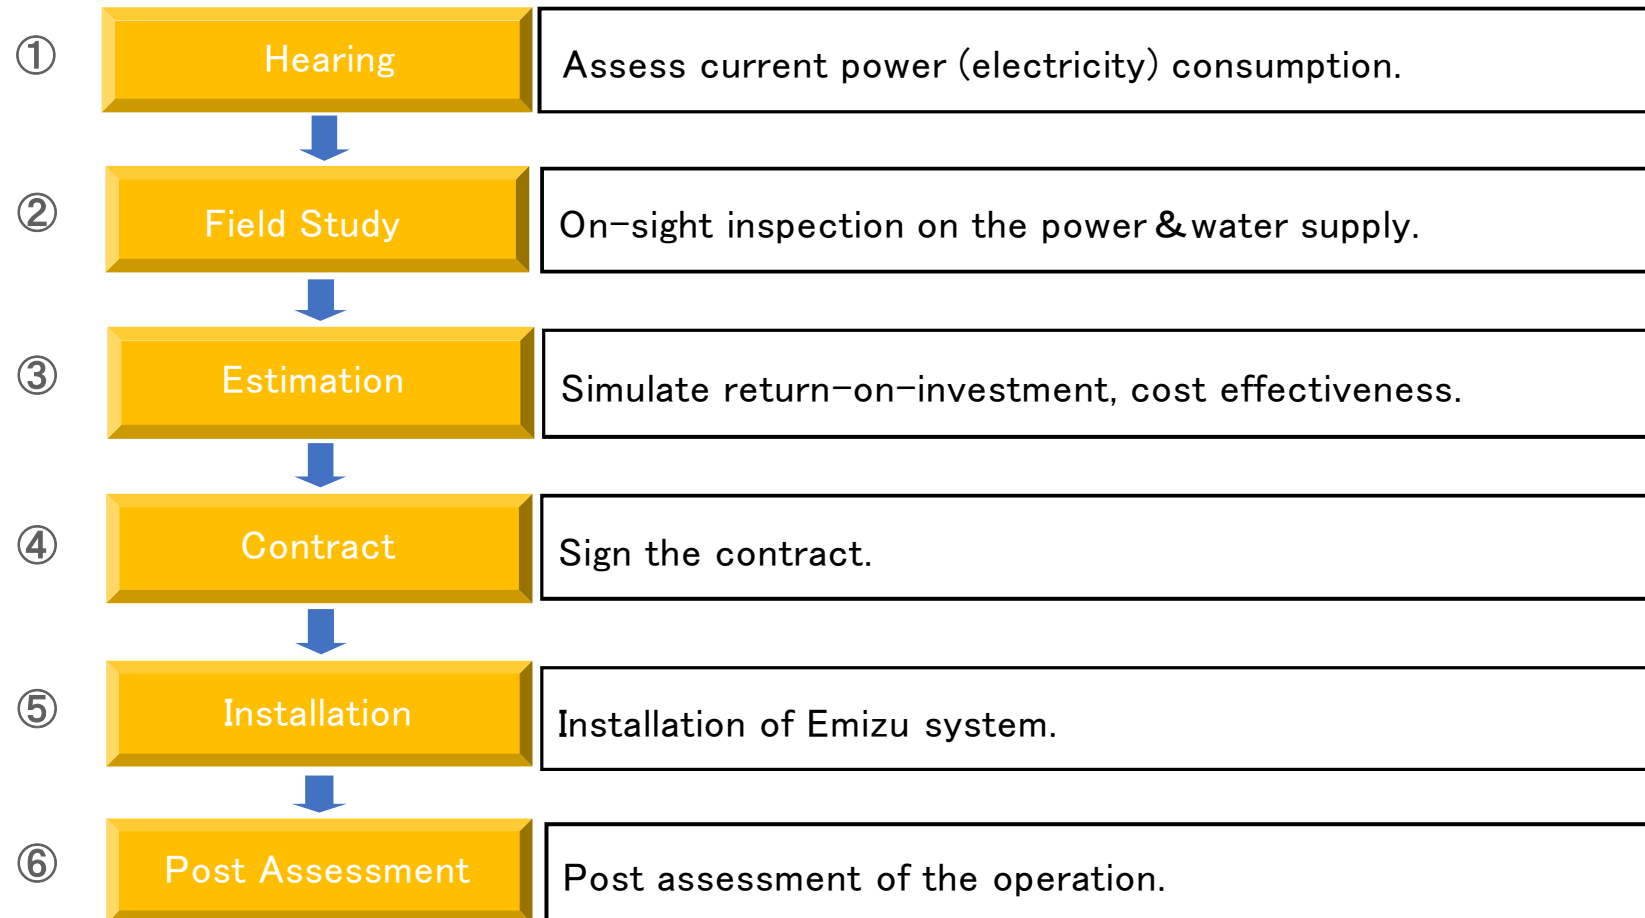 ① Hearing Assess current power (electricity) consumption.
② Field Study On-sight inspection on the power＆water supply.
③ Estimation Simulate return-on-investment, cost effectiveness.
④ Contract Sign the contract.
⑤ Installation Installation of Emizu system.
⑥ Post Assessment Post assessment of the operation.